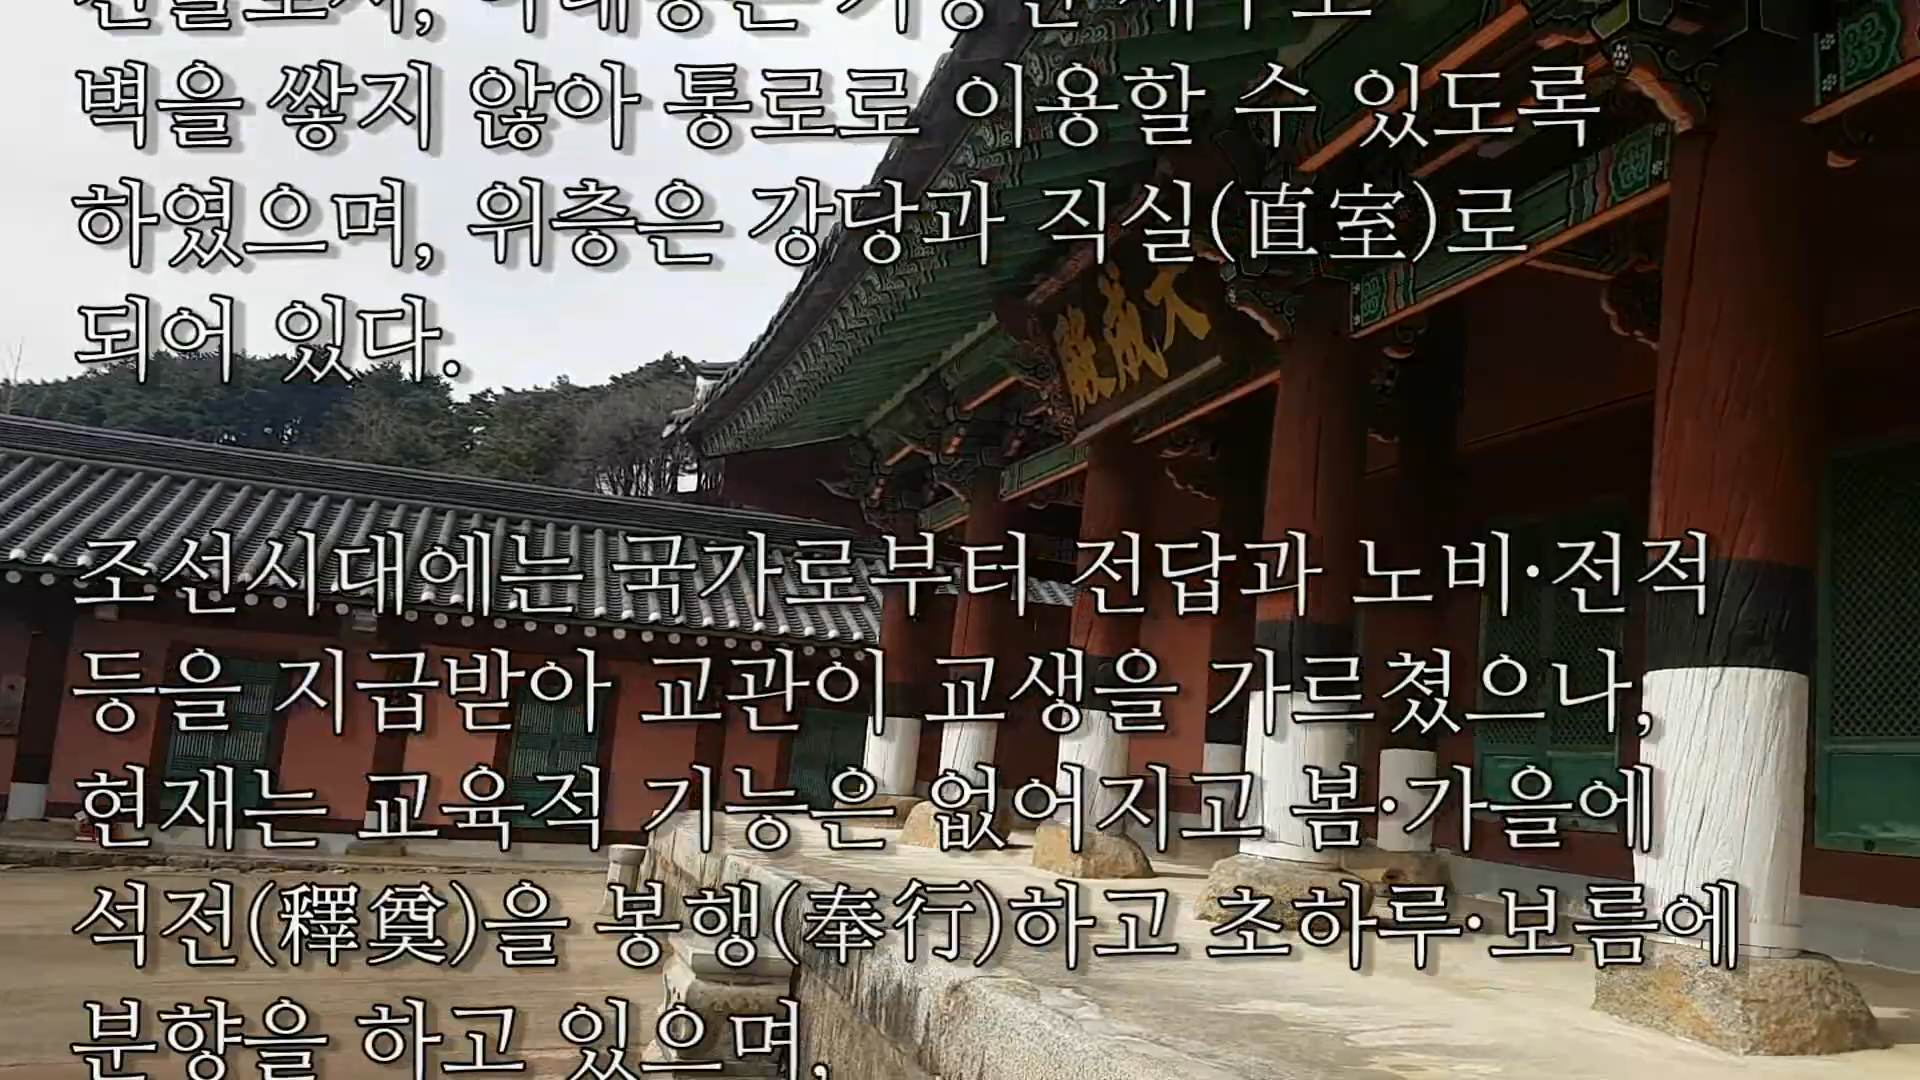 벽을 쌓지 않아 통로로 이용할 수 있도록
하였으며, 위층은 강당과 직실(直室)로
되어 있다.
大成殿
조선시대에는 국가로부터 전답과 노비·전적
등을 지급받아 교관이 교생을 가르쳤으나,
현재는 교육적 기능은 없어지고 봄·가을에
석전(釋奠)을 봉행(奉行)하고 초하루·보름에
분향을 하고 있으며,